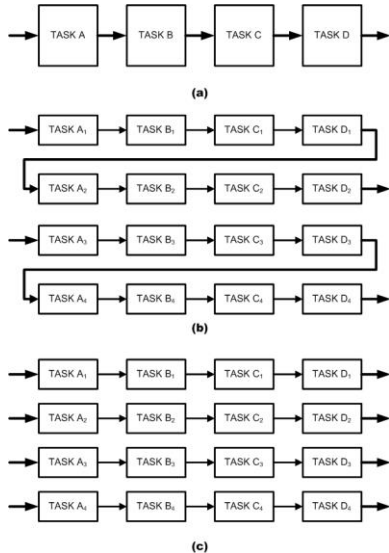 TASK A TASK B TASK C TASK D
(a)
TASK A₁ TASK B₁ TASK C₁ TASK D₁
TASK A₂ TASK B₂ TASK C₂ TASK D₂
TASK A₃ TASK B₃ TASK C₃ TASK D₃
TASK A₄ TASK B₄ TASK C₄ TASK D₄
(b)
TASK A₁ TASK B₁ TASK C₁ TASK D₁
TASK A₂ TASK B₂ TASK C₂ TASK D₂
TASK A₃ TASK B₃ TASK C₃ TASK D₃
TASK A₄ TASK B₄ TASK C₄ TASK D₄
(c)